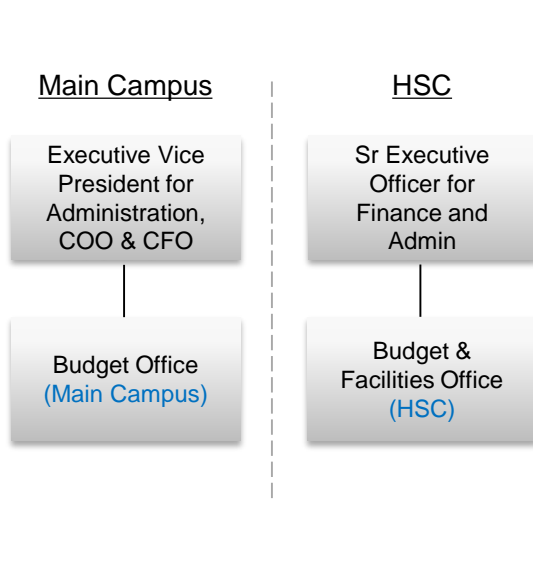 Main Campus
Executive Vice
President for
Administration,
COO & CFO
Budget Office
(Main Campus)
HSC
Sr Executive
Officer for
Finance and
Admin
Budget &
Facilities Office
(HSC)